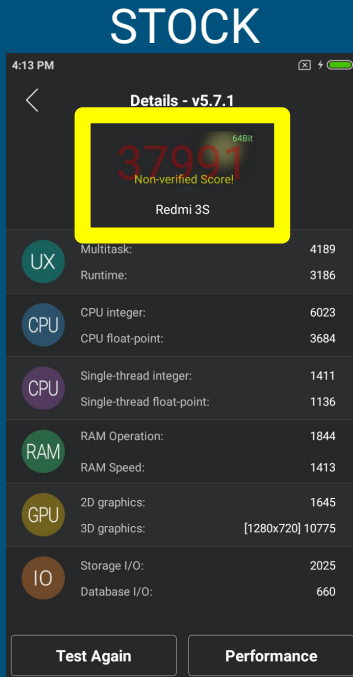 STOCK
4:13 PM
Details - v5.7.1
64Bit
37991
Non-verified Score!
Redmi 3S
UX
Multitask: 4189
Runtime: 3186
CPU
CPU integer: 6023
CPU float-point: 3684
CPU
Single-thread integer: 1411
Single-thread float-point: 1136
RAM
RAM Operation: 1844
RAM Speed: 1413
GPU
2D graphics: 1645
3D graphics: [1280x720] 10775
IO
Storage I/O: 2025
Database I/O: 660
Test Again Performance